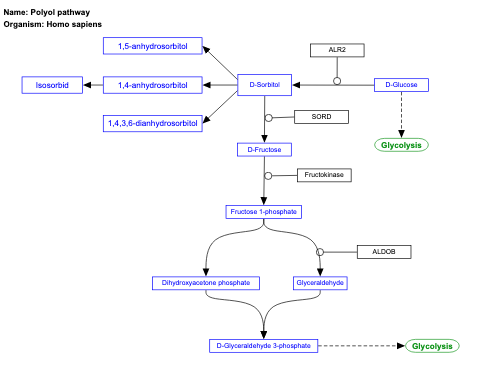 Name: Polyol pathway
Organism: Homo sapiens
1,5-anhydrosorbitol
ALR2
Isosorbid
1,4-anhydrosorbitol
D-Sorbitol
D-Glucose
1,4,3,6-dianhydrosorbitol
SORD
D-Fructose
Glycolysis
Fructokinase
Fructose 1-phosphate
ALDOB
Dihydroxyacetone phosphate
Glyceraldehyde
D-Glyceraldehyde 3-phosphate
Glycolysis